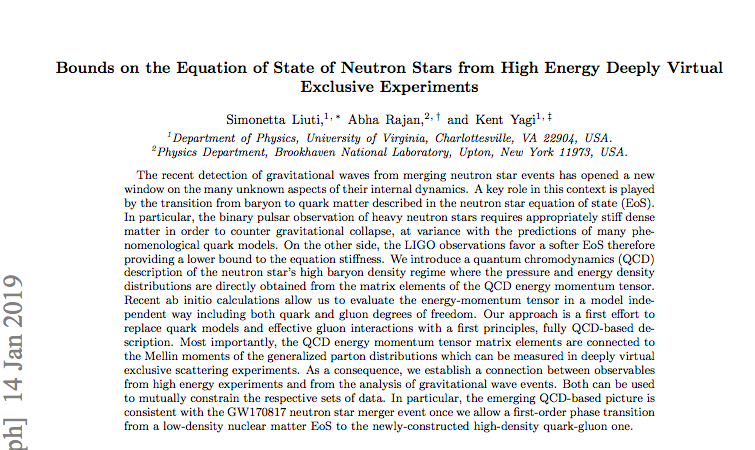 Bounds on the Equation of State of Neutron Stars from High Energy Deeply Virtual
Exclusive Experiments
Simonetta Liuti,1, * Abha Rajan,2, † and Kent Yagi1, ‡
1Department of Physics, University of Virginia, Charlottesville, VA 22904, USA.
2Physics Department, Brookhaven National Laboratory, Upton, New York 11973, USA.
The recent detection of gravitational waves from merging neutron star events has opened a new
window on the many unknown aspects of their internal dynamics. A key role in this context is played
by the transition from baryon to quark matter described in the neutron star equation of state (EoS).
In particular, the binary pulsar observation of heavy neutron stars requires appropriately stiff dense
matter in order to counter gravitational collapse, at variance with the predictions of many phe-
nomenological quark models. On the other side, the LIGO observations favor a softer EoS therefore
providing a lower bound to the equation stiffness. We introduce a quantum chromodynamics (QCD)
description of the neutron star's high baryon density regime where the pressure and energy density
distributions are directly obtained from the matrix elements of the QCD energy momentum tensor.
Recent ab initio calculations allow us to evaluate the energy-momentum tensor in a model inde-
pendent way including both quark and gluon degrees of freedom. Our approach is a first effort to
replace quark models and effective gluon interactions with a first principles, fully QCD-based de-
scription. Most importantly, the QCD energy momentum tensor matrix elements are connected to
the Mellin moments of the generalized parton distributions which can be measured in deeply virtual
exclusive scattering experiments. As a consequence, we establish a connection between observables
from high energy experiments and from the analysis of gravitational wave events. Both can be used
to mutually constrain the respective sets of data. In particular, the emerging QCD-based picture is
consistent with the GW170817 neutron star merger event once we allow a first-order phase transition
from a low-density nuclear matter EoS to the newly-constructed high-density quark-gluon one.
ph] 14 Jan 2019